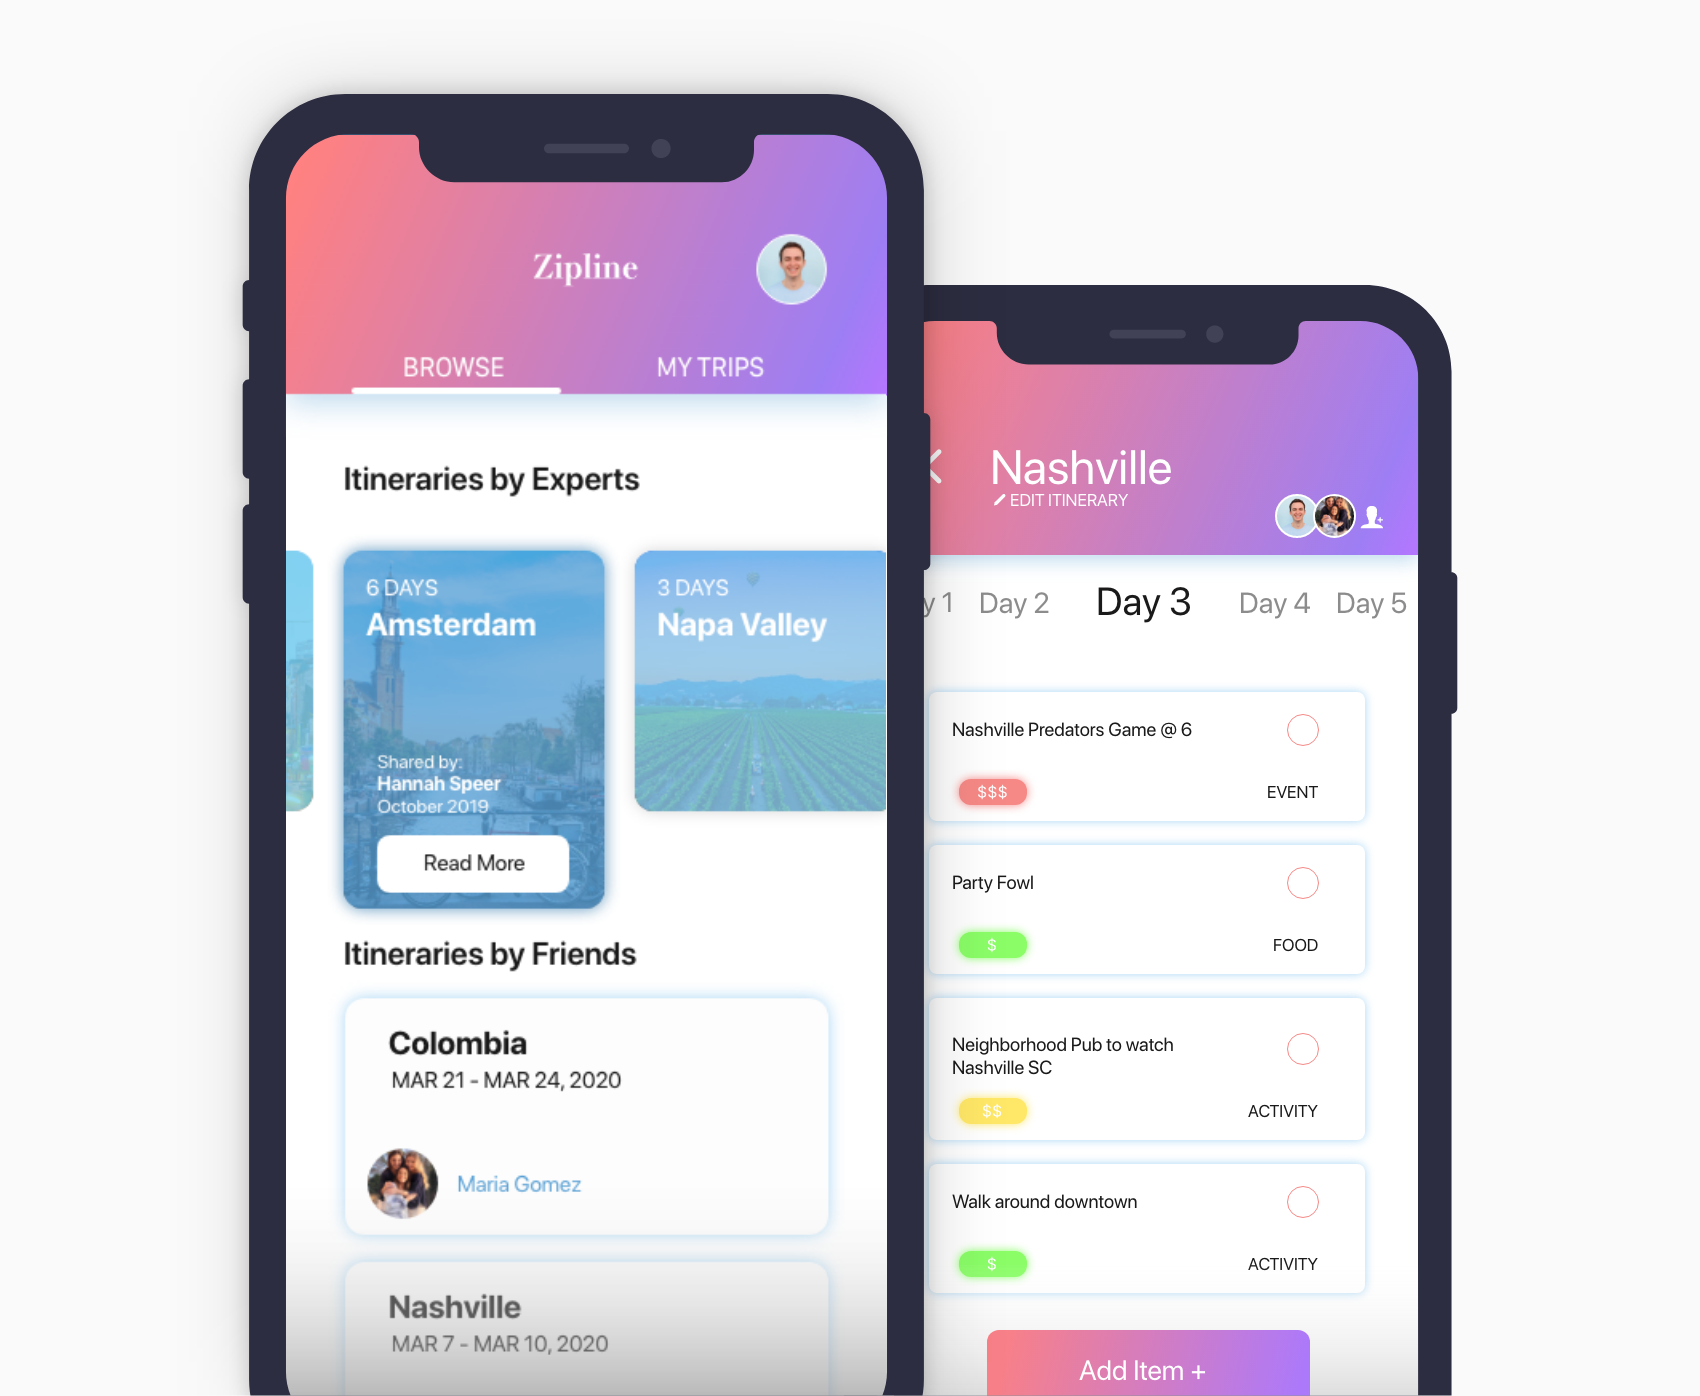 Zipline
BROWSE
MY TRIPS
Itineraries by Experts
6 DAYS
Amsterdam
Shared by:
Hannah Speer
October 2019
Read More
3 DAYS
Napa Valley
Itineraries by Friends
Colombia
MAR 21 - MAR 24, 2020
Maria Gomez
Nashville
MAR 7 - MAR 10, 2020
Nashville
EDIT ITINERARY
y 1
Day 2
Day 3
Day 4
Day 5
Nashville Predators Game @ 6
$$$
EVENT
Party Fowl
$
FOOD
Neighborhood Pub to watch
Nashville SC
$$
ACTIVITY
Walk around downtown
$
ACTIVITY
Add Item +